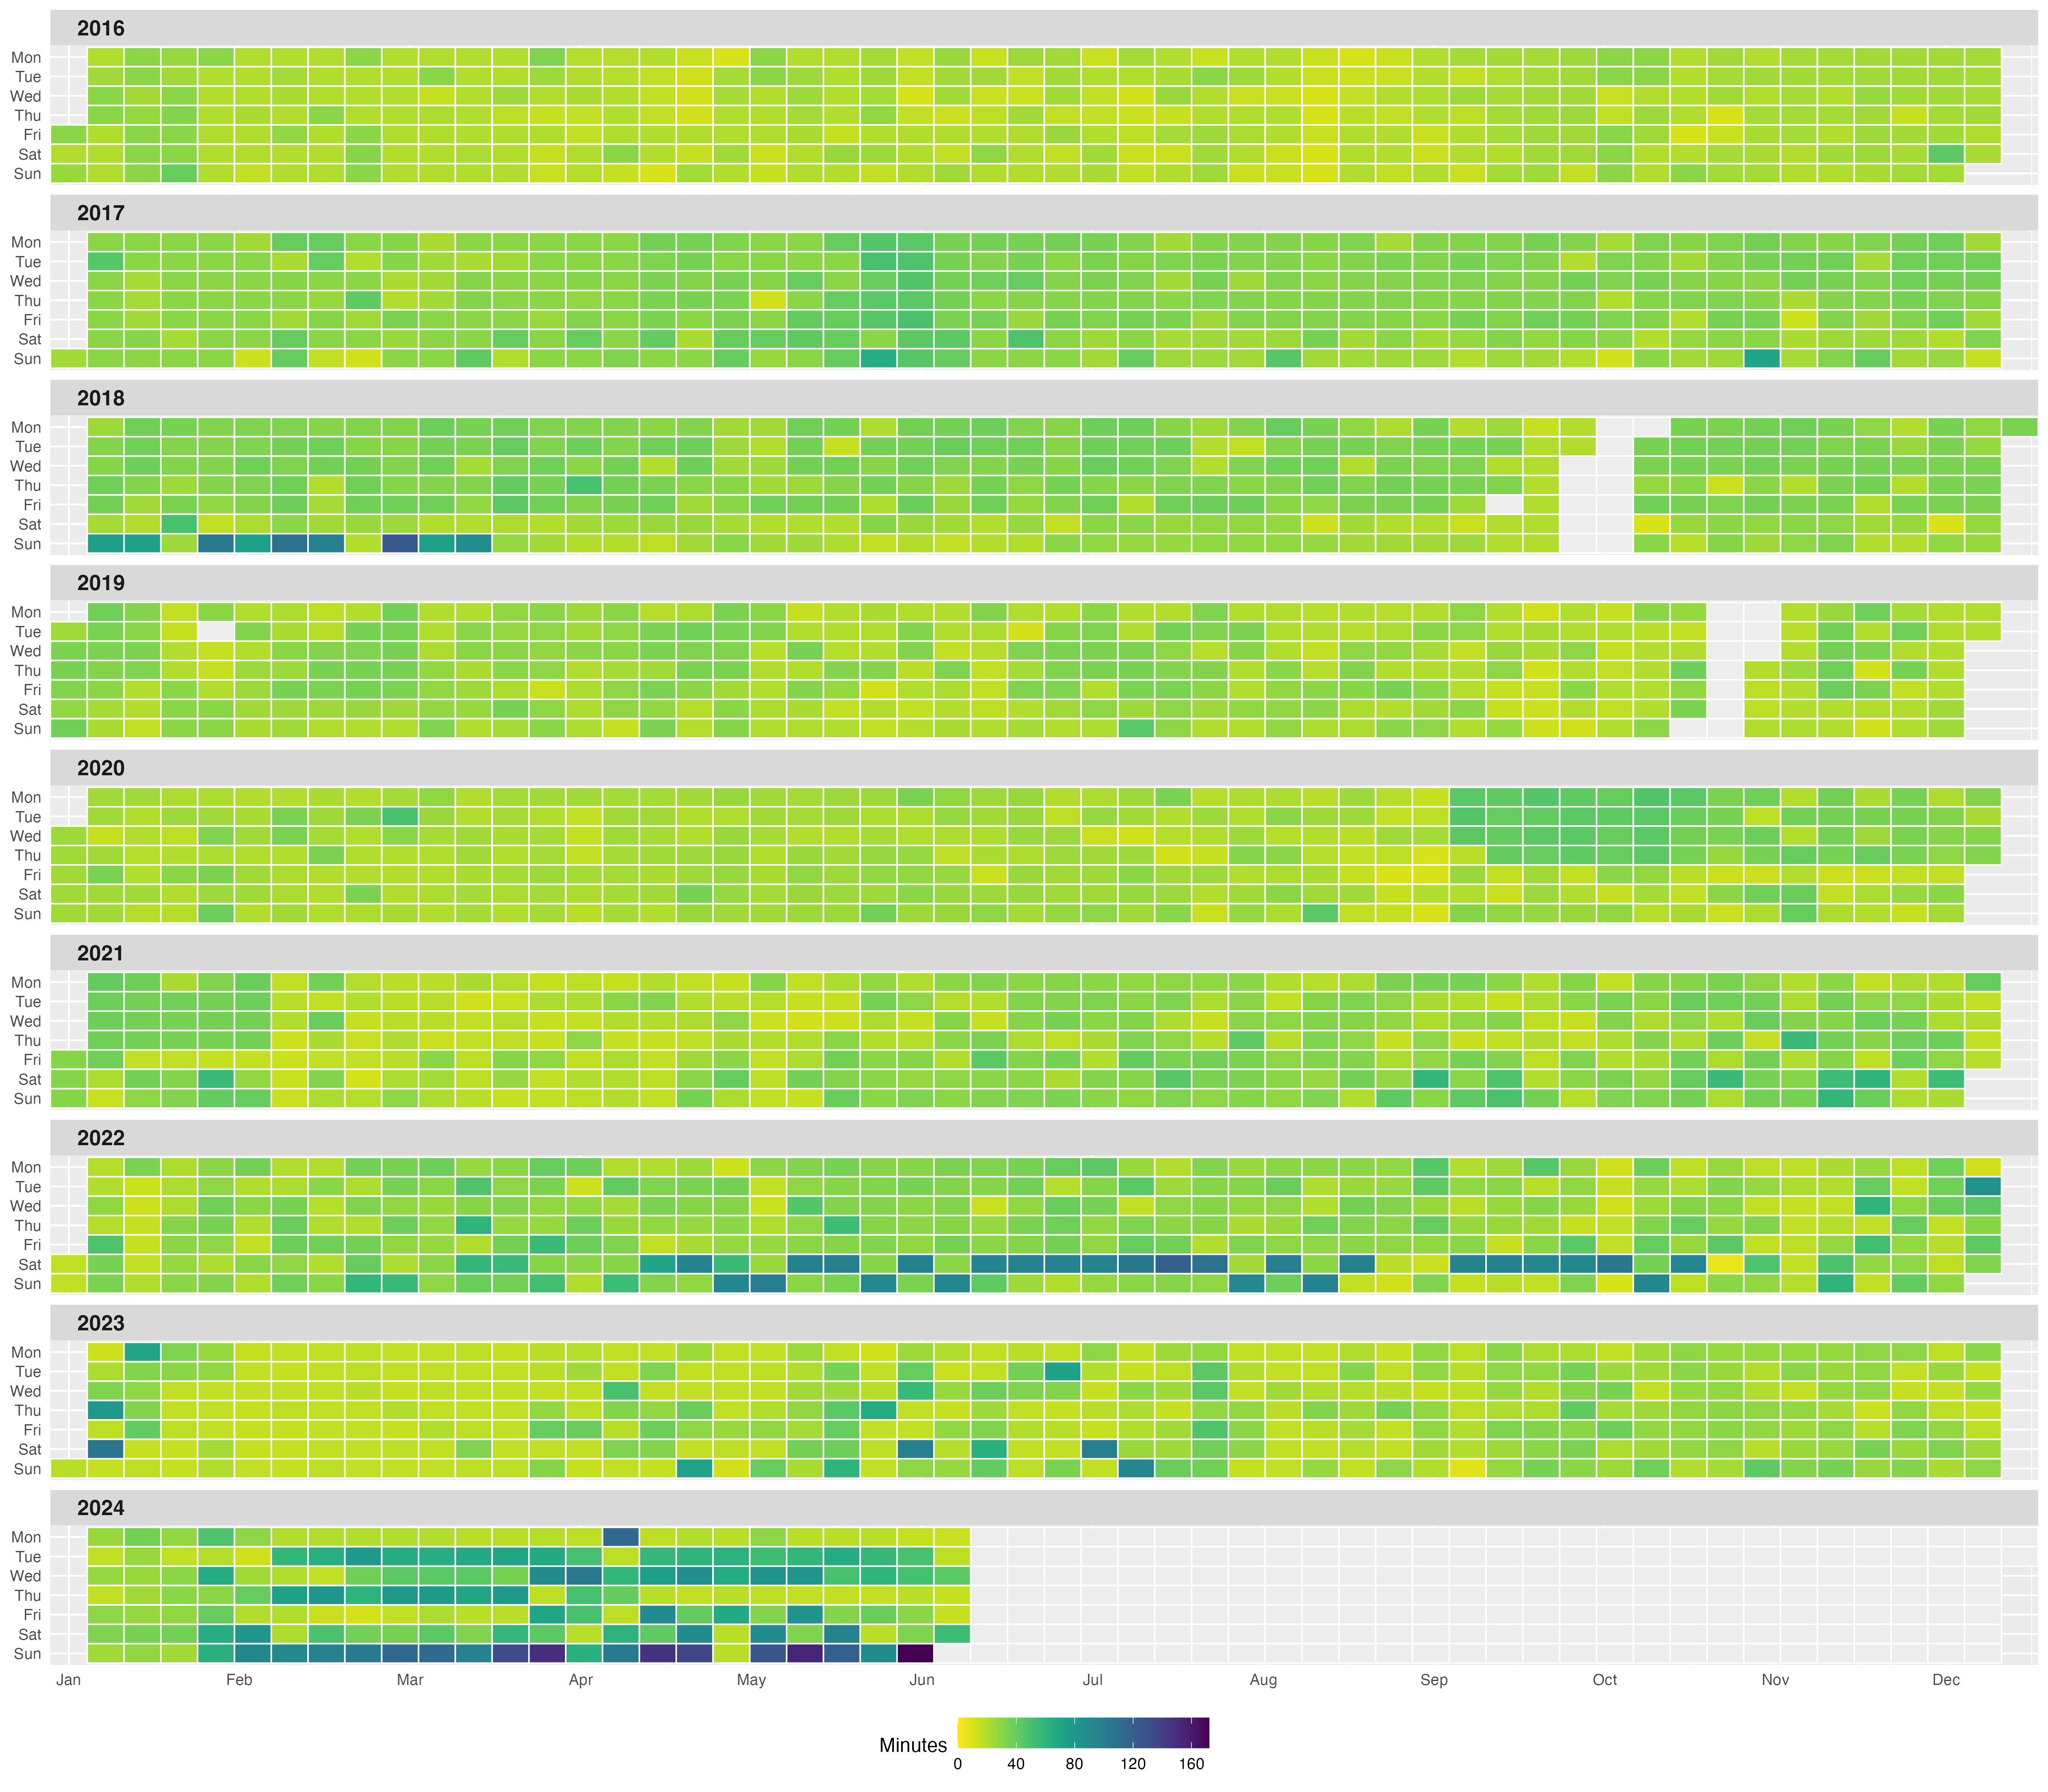 2016
Mon
Tue
Wed
Thu
Fri
Sat
Sun
2017
Mon
Tue
Wed
Thu
Fri
Sat
Sun
2018
Mon
Tue
Wed
Thu
Fri
Sat
Sun
2019
Mon
Tue
Wed
Thu
Fri
Sat
Sun
2020
Mon
Tue
Wed
Thu
Fri
Sat
Sun
2021
Mon
Tue
Wed
Thu
Fri
Sat
Sun
2022
Mon
Tue
Wed
Thu
Fri
Sat
Sun
2023
Mon
Tue
Wed
Thu
Fri
Sat
Sun
2024
Mon
Tue
Wed
Thu
Fri
Sat
Sun
Jan Feb Mar Apr May Jun Jul Aug Sep Oct Nov Dec
Minutes
0 40 80 120 160